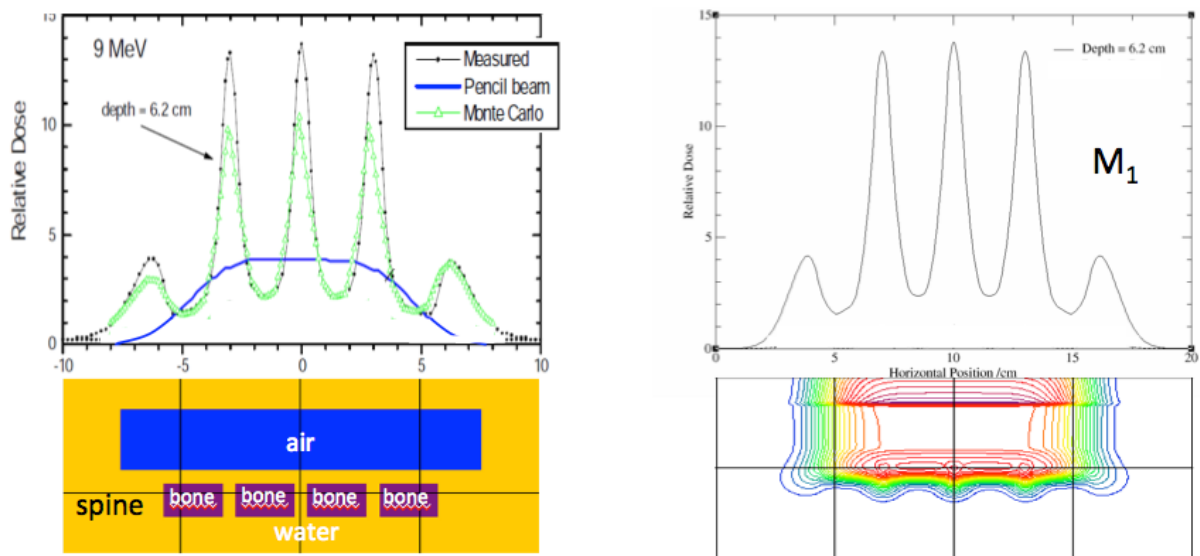 9 MeV
Measured
Pencil beam
Monte Carlo
depth = 6.2 cm
Relative Dose
15
10
5
0
-10
-5
0
5
10
air
spine
bone
bone
bone
bone
water
15
10
5
0
Relative Dose
Depth = 6.2 cm
M1
0
5
10
15
20
Horizontal Position /cm